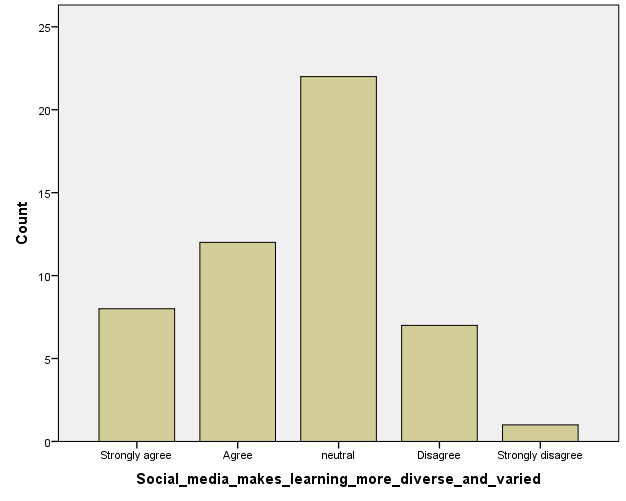 25
20
15
10
5
0
Count
Strongly agree Agree neutral Disagree Strongly disagree
Social_media_makes_learning_more_diverse_and_varied